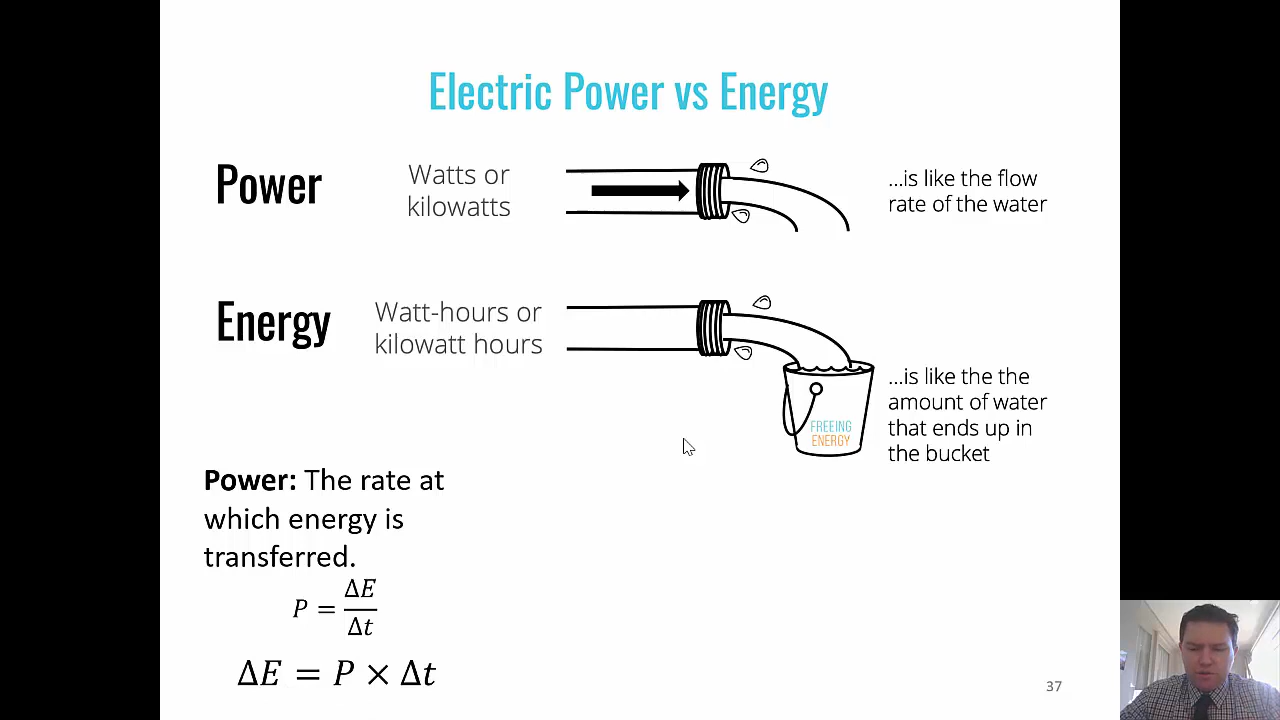 Electric Power vs Energy
Power
Watts or
kilowatts
...is like the flow
rate of the water
Energy
Watt-hours or
kilowatt hours
...is like the the
amount of water
that ends up in
the bucket
FREEING
ENERGY
Power: The rate at
which energy is
transferred.
P = ΔE/Δt
ΔE = P × Δt
37